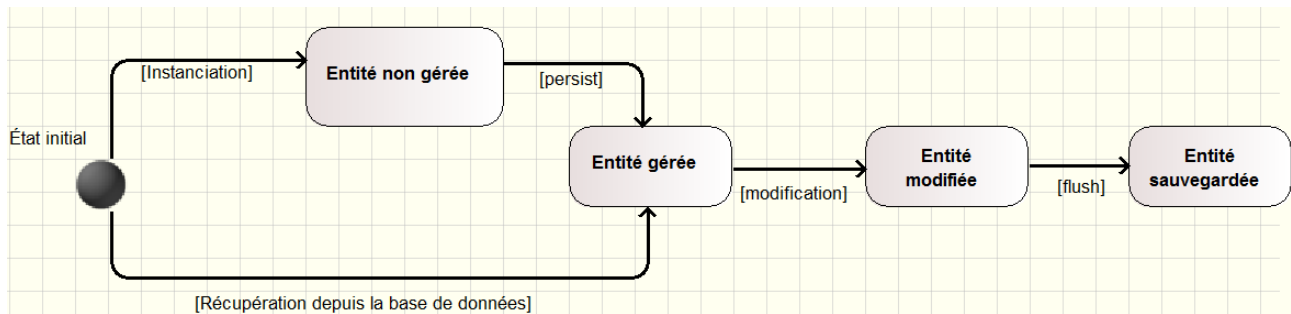 Entité non gérée
[Instanciation]
[persist]
État initial
Entité gérée
[modification]
Entité
modifiée
[flush]
Entité
sauvegardée
[Récupération depuis la base de données]